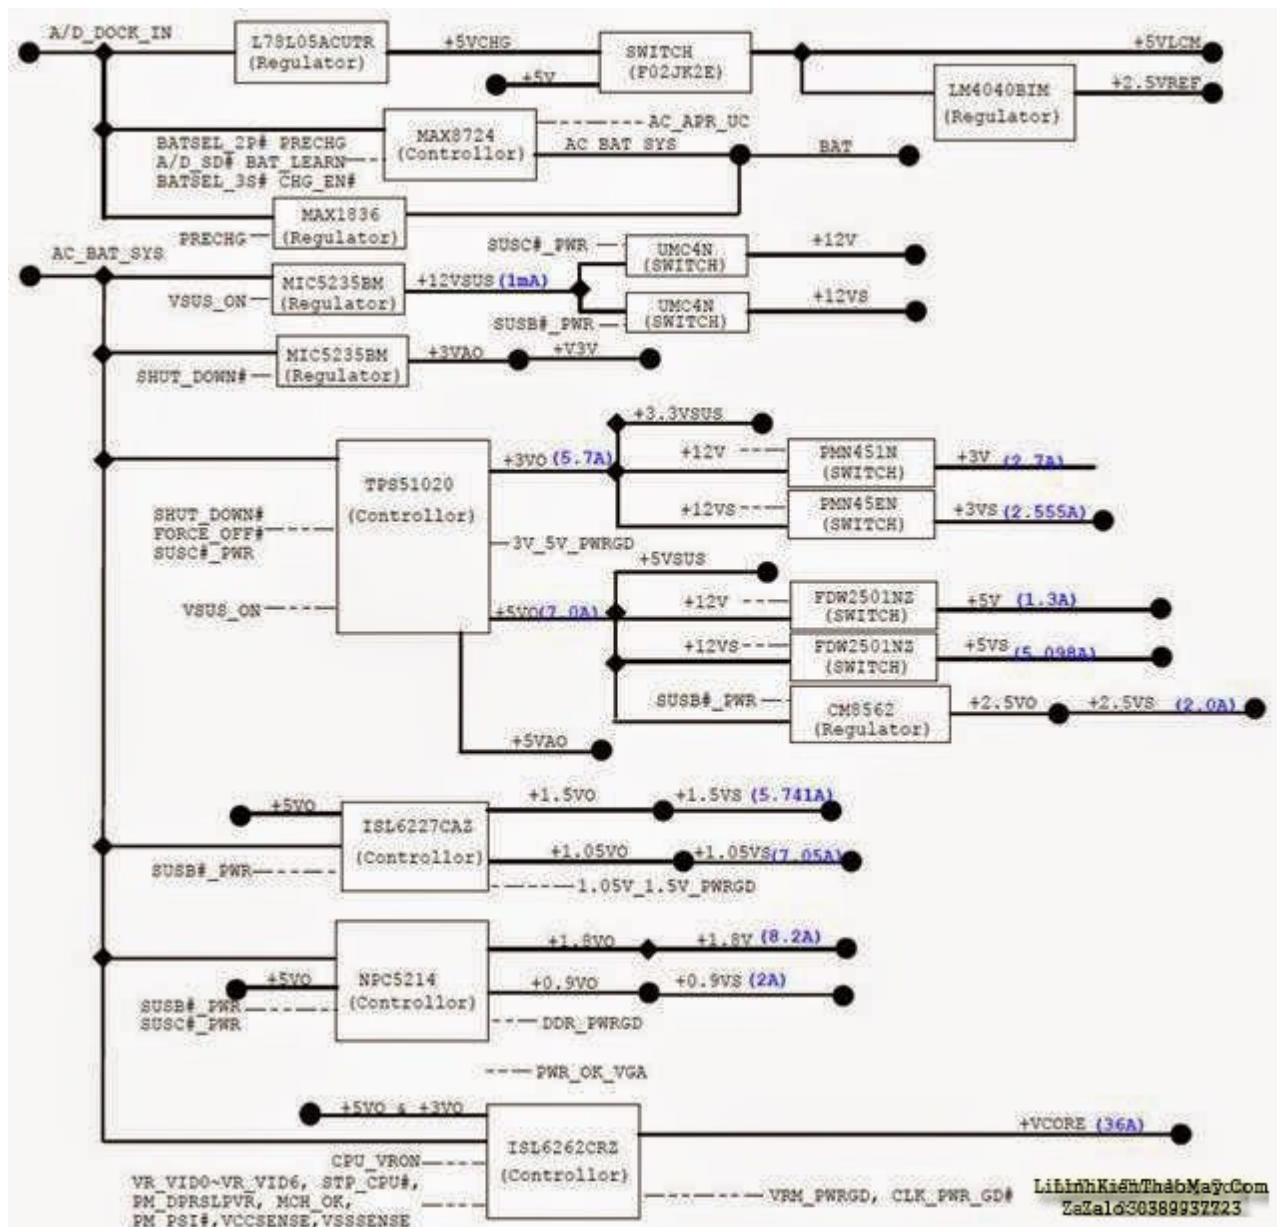 A/D_DOCK_IN
L78L05ACUTR
(Regulator)
+5VCHG
+5V
SWITCH
(F02JK2E)
+5VLCM
LM4040BIM
(Regulator)
+2.5VREF
BATSEL_2P# PRECHG
A/D_SD# BAT_LEARN
BATSEL_3S# CHG_EN#
MAX8724
(Controllor)
AC_APR_UC
AC BAT SYS
BAT
PRECHG
MAX1836
(Regulator)
AC_BAT_SYS
VSUS_ON
MIC5235BM
(Regulator)
+12VSUS (1mA)
SUSC#_PWR
UMC4N
(SWITCH)
+12V
SUSB#_PWR
UMC4N
(SWITCH)
+12VS
SHUT_DOWN#
MIC5235BM
(Regulator)
+3VAO
+V3V
SHUT_DOWN#
FORCE_OFF#
SUSC#_PWR
VSUS_ON
TPS51020
(Controllor)
+3VO (5.7A)
+3.3VSUS
+12V
PMN451N
(SWITCH)
+3V (2.7A)
+12VS
PMN45EN
(SWITCH)
+3VS (2.555A)
3V_5V_PWRGD
+5VO(7.0A)
+5VSUS
+12V
FDW2501NZ
(SWITCH)
+5V (1.3A)
+12VS
FDW2501NZ
(SWITCH)
+5VS (5.098A)
SUSB#_PWR
CM8562
(Regulator)
+2.5VO
+2.5VS (2.0A)
+5VAO
+5VO
SUSB#_PWR
ISL6227CAZ
(Controllor)
+1.5VO
+1.5VS (5.741A)
+1.05VO
+1.05VS(7.05A)
1.05V_1.5V_PWRGD
+5VO
SUSB#_PWR
SUSC#_PWR
NPC5214
(Controllor)
+1.8VO
+1.8V (8.2A)
+0.9VO
+0.9VS (2A)
DDR_PWRGD
PWR_OK_VGA
+5VO & +3VO
CPU_VRON
VR_VID0~VR_VID6, STP_CPU#,
PM_DPRSLPVR, MCH_OK,
PM_PSI#,VCCSENSE,VSSSENSE
ISL6262CRZ
(Controllor)
+VCORE (36A)
VRM_PWRGD, CLK_PWR_GD#
LiLinhKiệnThaoMay.Com